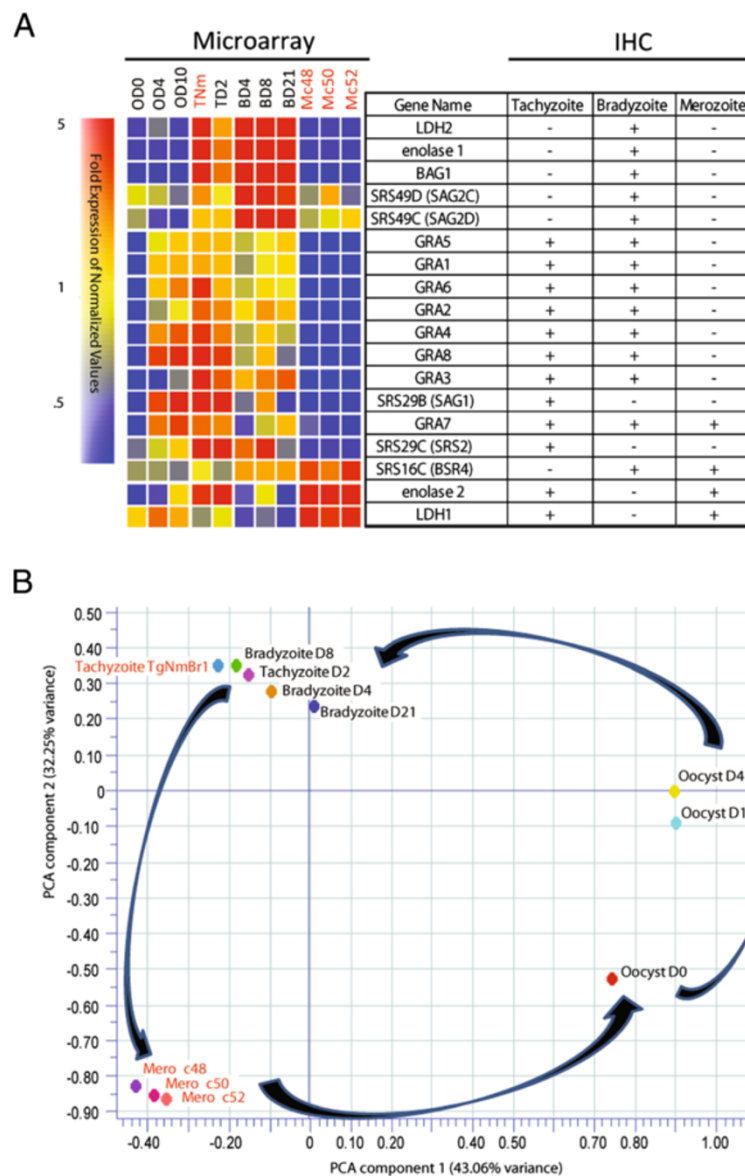 A
Microarray
IHC
OD0 OD4 OD10 TNm TD2 BD4 BD8 BD21 Mc48 Mc50 Mc52
5
1
.5
Fold Expression of Normalized Values
Gene Name Tachyzoite Bradyzoite Merozoite
LDH2 - + -
enolase 1 - + -
BAG1 - + -
SRS49D (SAG2C) - + -
SRS49C (SAG2D) - + -
GRA5 + + -
GRA1 + + -
GRA6 + + -
GRA2 + + -
GRA4 + + -
GRA8 + + -
GRA3 + + -
SRS29B (SAG1) + - -
GRA7 + + +
SRS29C (SRS2) + - -
SRS16C (BSR4) - + +
enolase 2 + - +
LDH1 + - +
B
0.50
0.40
0.30
0.20
0.10
0
-0.10
-0.20
-0.30
-0.40
-0.50
-0.60
-0.70
-0.80
-0.90
PCA component 2 (32.25% variance)
Tachyzoite TgNmBr1
Bradyzoite D8
Tachyzoite D2
Bradyzoite D4
Bradyzoite D21
Oocyst D4
Oocyst D1
Oocyst D0
Mero c48
Mero c50
Mero c52
-0.40 -0.20 0 0.10 0.20 0.30 0.40 0.50 0.60 0.70 0.80 1.00
PCA component 1 (43.06% variance)